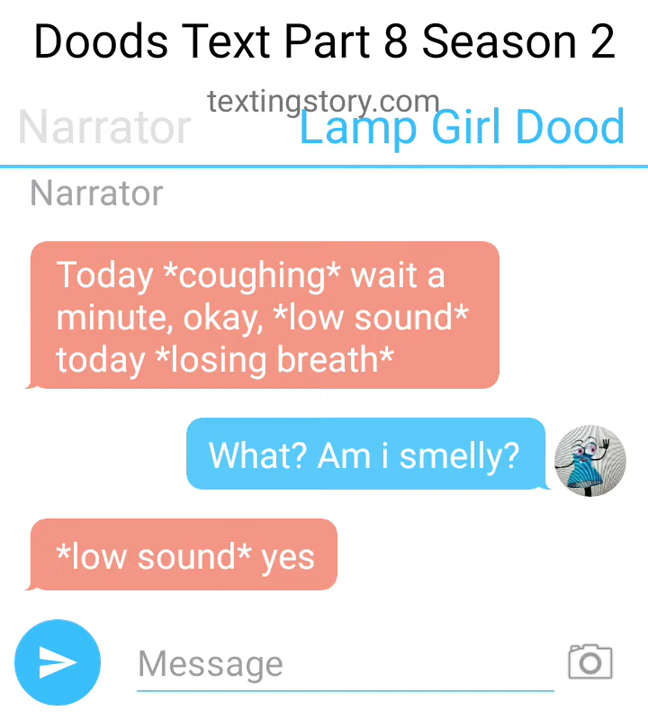 Doods Text Part 8 Season 2
textingstory.com
Narrator Lamp Girl Dood
Narrator
Today *coughing* wait a
minute, okay, *low sound*
today *losing breath*
What? Am i smelly?
*low sound* yes
Message